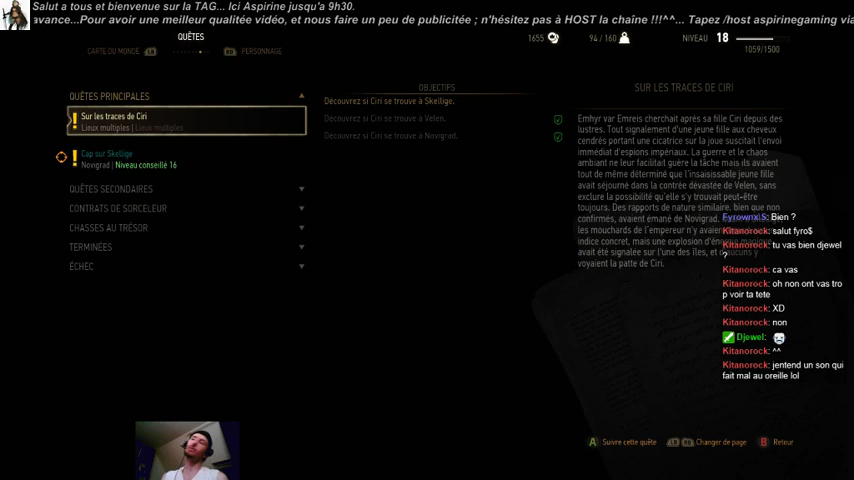 Salut a tous et bienvenue sur la TAG... Ici Aspirine jusqu'a 9h30.
avance...Pour avoir une meilleur qualitée vidéo, et nous faire un peu de publicitée ; n'hésitez pas à HOST la chaîne !!!^^... Tapez /host aspirinegaming via
QUÊTES
CARTE DU MONDE LB
RB PERSONNAGE
1655
94 / 160
NIVEAU 18
1059/1500
QUÊTES PRINCIPALES
Sur les traces de Ciri
Lieux multiples | Lieux multiples
Cap sur Skellige
Novigrad | Niveau conseillé 16
QUÊTES SECONDAIRES
CONTRATS DE SORCELEUR
CHASSES AU TRÉSOR
TERMINÉES
ÉCHEC
OBJECTIFS
Découvrez si Ciri se trouve à Skellige.
Découvrez si Ciri se trouve à Velen.
Découvrez si Ciri se trouve à Novigrad.
SUR LES TRACES DE CIRI
Emhyr var Emreis cherchait après sa fille Ciri depuis des
lustres. Tout signalement d'une jeune fille aux cheveux
cendrés portant une cicatrice sur la joue suscitait l'envoi
immédiat d'espions impériaux. La guerre et le chaos
ambiant ne leur facilitait guère la tâche mais ils avaient
tout de même déterminé que l'insaisissable jeune fille
avait séjourné dans la contrée dévastée de Velen, sans
exclure la possibilité qu'elle s'y trouvait peut-être
toujours. Des rapports de nature similaire, bien que non
confirmés, avaient émané de Novigrad.
les mouchards de l'empereur n'y avaient
indice concret, mais une explosion d'énergie magique
avait été signalée sur l'une des îles, et d'aucuns y
voyaient la patte de Ciri.
FyrownxLS: Bien ?
Kitanorock: salut fyro$
Kitanorock: tu vas bien djewel
?
Kitanorock: ca vas
Kitanorock: oh non ont vas tro
p voir ta tete
Kitanorock: XD
Kitanorock: non
Djewel:
Kitanorock: ^^
Kitanorock: jentend un son qui
fait mal au oreille lol
A Suivre cette quête LB RB Changer de page B Retour